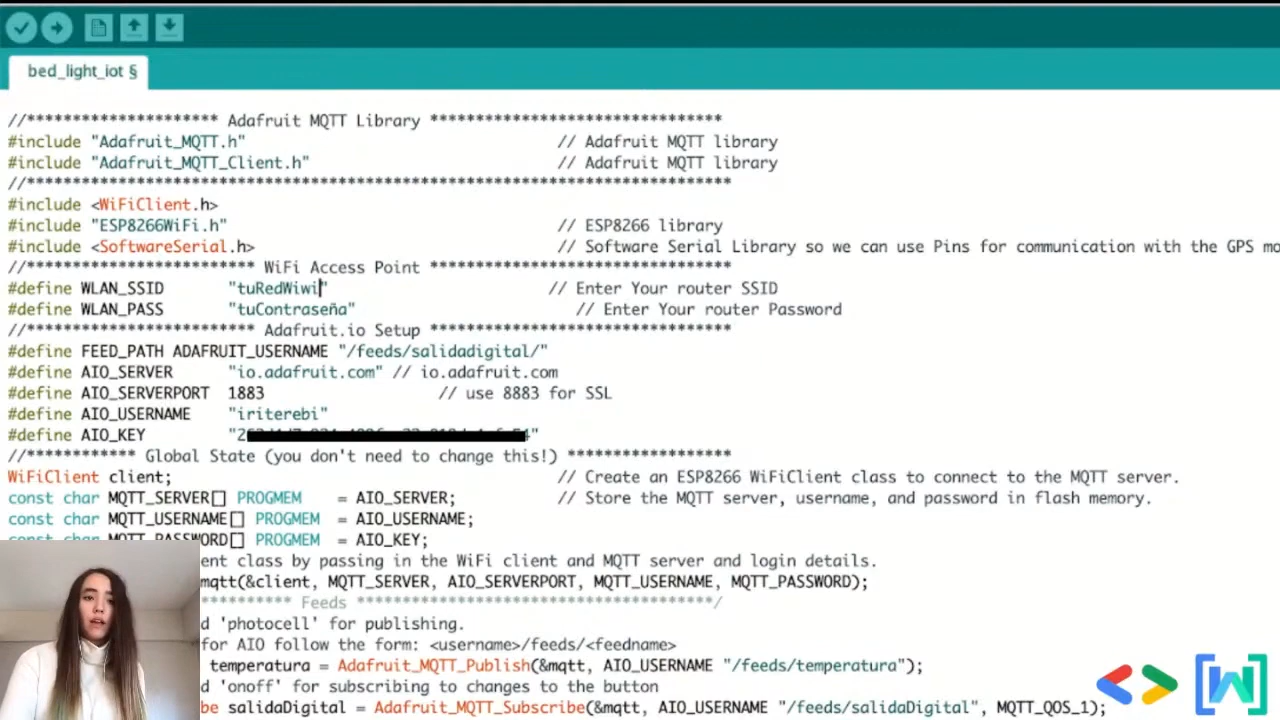 bed_light_iot §
//********************* Adafruit MQTT Library *****************************
#include "Adafruit_MQTT.h" // Adafruit MQTT library
#include "Adafruit_MQTT_Client.h" // Adafruit MQTT library
//*****************************************************************************
#include <WiFiClient.h>
#include "ESP8266WiFi.h" // ESP8266 library
#include <SoftwareSerial.h> // Software Serial Library so we can use Pins for communication with the GPS
//************************* WiFi Access Point *********************************
#define WLAN_SSID "tuRedWiwi" // Enter Your router SSID
#define WLAN_PASS "tuContraseña" // Enter Your router Password
//************************* Adafruit.io Setup *********************************
#define FEED_PATH ADAFRUIT_USERNAME "/feeds/salidadigital/"
#define AIO_SERVER "io.adafruit.com" // io.adafruit.com
#define AIO_SERVERPORT 1883 // use 8883 for SSL
#define AIO_USERNAME "iriterebi"
#define AIO_KEY
//************ Global State (you don't need to change this!) ******************
WiFiClient client; // Create an ESP8266 WiFiClient class to connect to the MQTT server.
const char MQTT_SERVER[] PROGMEM = AIO_SERVER; // Store the MQTT server, username, and password in flash memory.
const char MQTT_USERNAME[] PROGMEM = AIO_USERNAME;
const char MQTT_PASSWORD[] PROGMEM = AIO_KEY;
class by passing in the WiFi client and MQTT server and login details.
mqtt(&client, MQTT_SERVER, AIO_SERVERPORT, MQTT_USERNAME, MQTT_PASSWORD);
********** Feeds ***************************************/
'photocell' for publishing.
for AIO follow the form: <username>/feeds/<feedname>
temperatura = Adafruit_MQTT_Publish(&mqtt, AIO_USERNAME "/feeds/temperatura");
'onoff' for subscribing to changes to the button
salidaDigital = Adafruit_MQTT_Subscribe(&mqtt, AIO_USERNAME "/feeds/salidaDigital", MQTT_QOS_1);